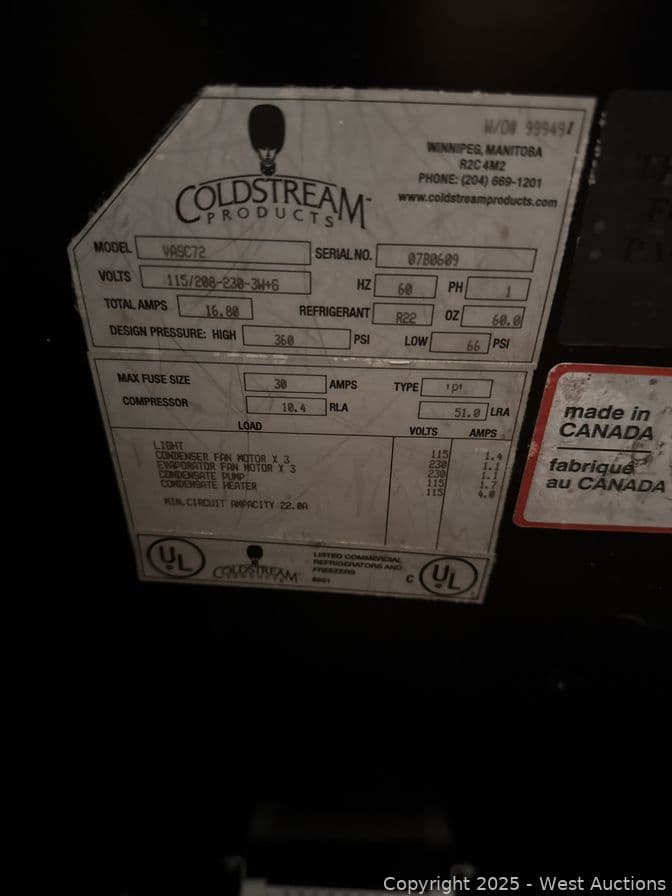 W/O# 99949I
WINNIPEG, MANITOBA
R2C 4M2
PHONE: (204) 669-1201
www.coldstreamproducts.com
COLDSTREAM
PRODUCTS
MODEL VASC72 SERIAL NO. 07B0609
VOLTS 115/208-230-3W+G HZ 60 PH 1
TOTAL AMPS 16.80 REFRIGERANT R22 OZ 60.0
DESIGN PRESSURE: HIGH 360 PSI LOW 66 PSI
MAX FUSE SIZE 30 AMPS TYPE 'P'
COMPRESSOR 10.4 RLA 51.0 LRA
LOAD VOLTS AMPS
LIGHT 115 1.4
CONDENSER FAN MOTOR X 3 230 1.1
EVAPORATOR FAN MOTOR X 3 230 1.1
CONDENSATE PUMP 115 1.7
CONDENSATE HEATER 115 4.0
MIN.CIRCUIT AMPACITY 22.0A
UL
COLDSTREAM
LISTED COMMERCIAL
REFRIGERATORS AND
FREEZERS
C UL
made in
CANADA
fabriqué
au CANADA
Copyright © 2025 - West Auctions